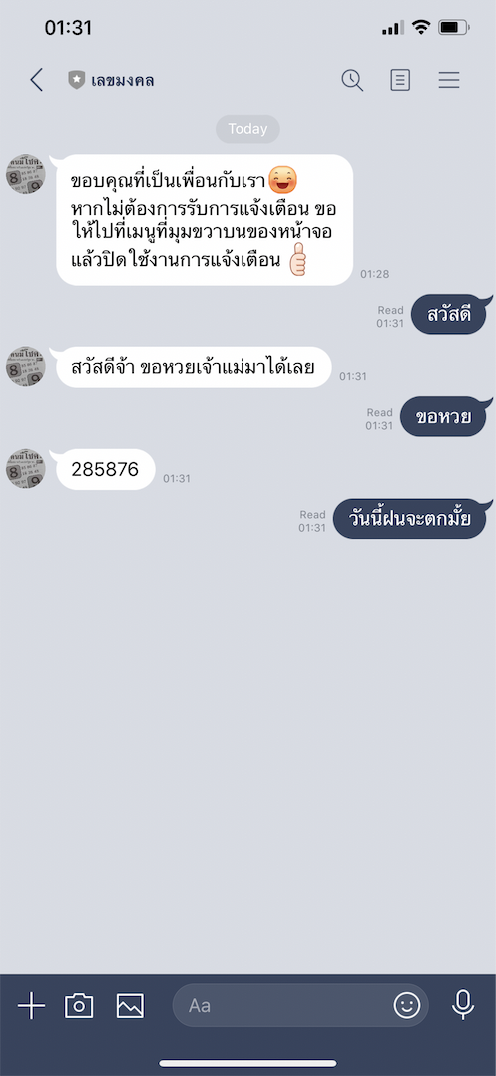 01:31
เลขมงคล
Today
ขอบคุณที่เป็นเพื่อนกับเรา
หากไม่ต้องการรับการแจ้งเตือน ขอ
ให้ไปที่เมนูที่มุมขวาบนของหน้าจอ
แล้วปิดใช้งานการแจ้งเตือน
01:28
สวัสดี
Read
01:31
สวัสดีจ้า ขอหวยเจ้าแม่มาได้เลย
01:31
ขอหวย
Read
01:31
285876
01:31
วันนี้ฝนจะตกมั้ย
Read
01:31
Aa